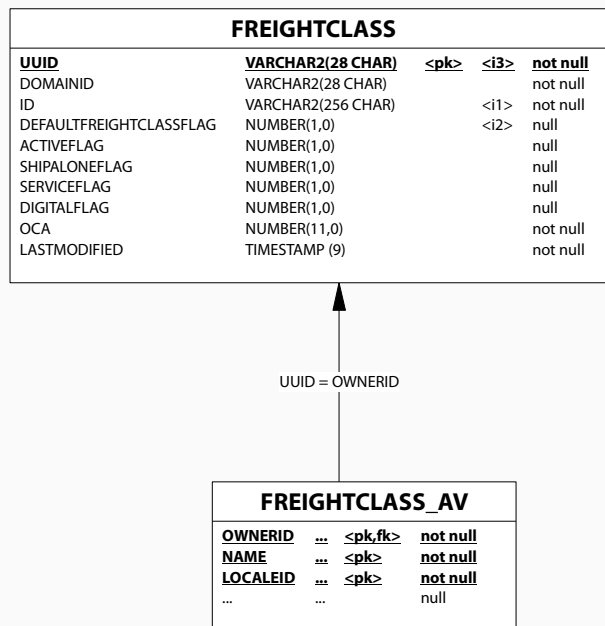 FREIGHTCLASS
UUID VARCHAR2(28 CHAR) <pk> <i3> not null
DOMAINID VARCHAR2(28 CHAR) not null
ID VARCHAR2(256 CHAR) <i1> not null
DEFAULTFREIGHTCLASSFLAG NUMBER(1,0) <i2> null
ACTIVEFLAG NUMBER(1,0) null
SHIPALONEFLAG NUMBER(1,0) null
SERVICEFLAG NUMBER(1,0) null
DIGITALFLAG NUMBER(1,0) null
OCA NUMBER(11,0) not null
LASTMODIFIED TIMESTAMP (9) not null
UUID = OWNERID
FREIGHTCLASS_AV
OWNERID ... <pk,fk> not null
NAME ... <pk> not null
LOCALEID ... <pk> not null
... ... null